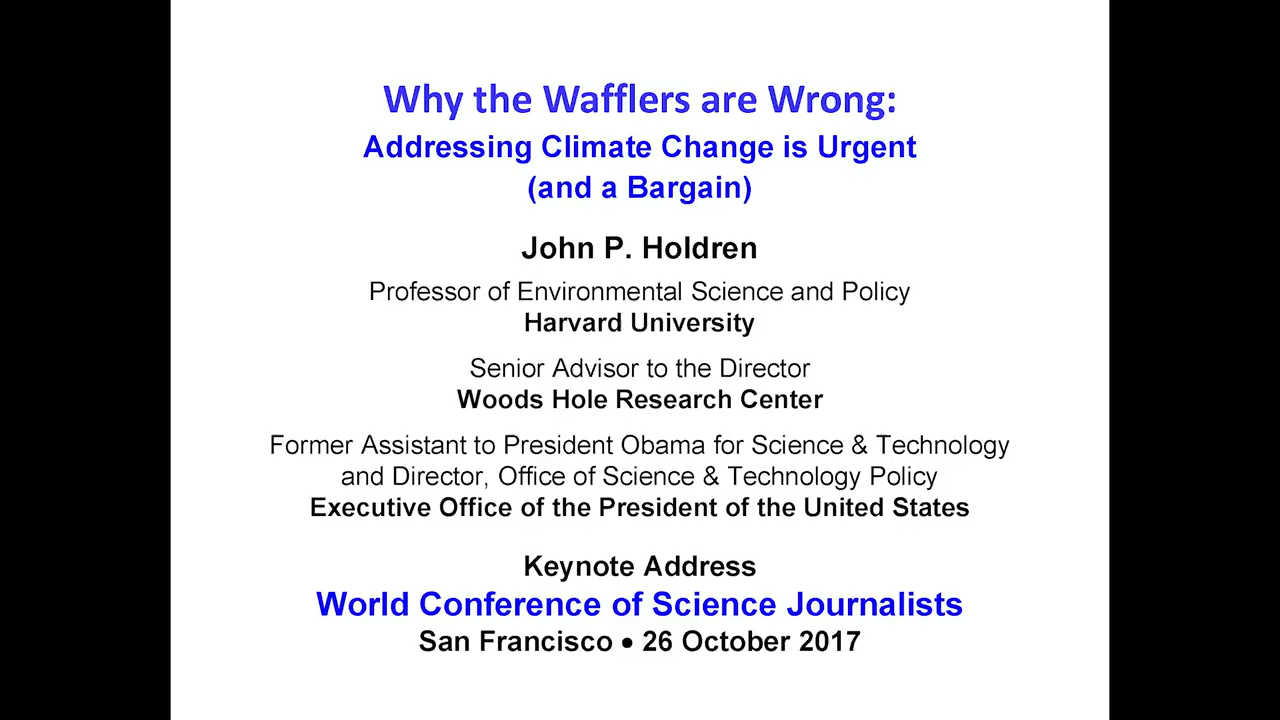 Why the Wafflers are Wrong:
Addressing Climate Change is Urgent
(and a Bargain)
John P. Holdren
Professor of Environmental Science and Policy
Harvard University
Senior Advisor to the Director
Woods Hole Research Center
Former Assistant to President Obama for Science & Technology
and Director, Office of Science & Technology Policy
Executive Office of the President of the United States
Keynote Address
World Conference of Science Journalists
San Francisco • 26 October 2017